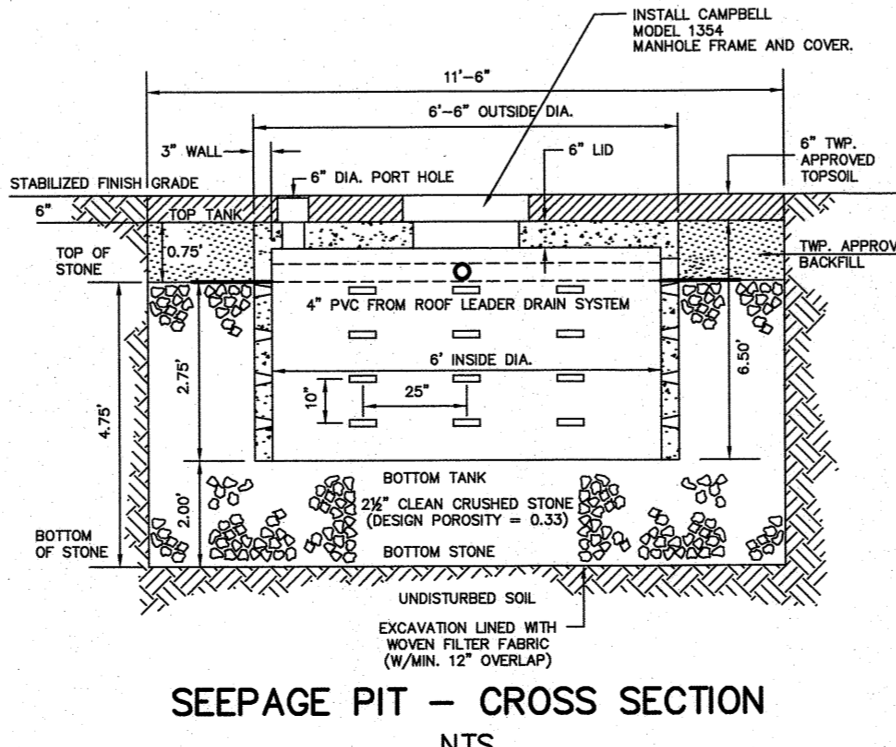 INSTALL CAMPBELL
MODEL 1354
MANHOLE FRAME AND COVER.
11'-6"
6'-6" OUTSIDE DIA.
3" WALL
6" LID
6" TWP.
APPROVED
TOPSOIL
6" DIA. PORT HOLE
STABILIZED FINISH GRADE
6"
TOP TANK
TOP OF
STONE
0.75'
TWP. APPROV
BACKFILL
4" PVC FROM ROOF LEADER DRAIN SYSTEM
2.75'
6' INSIDE DIA.
6.50'
4.75'
10"
25"
BOTTOM TANK
2½" CLEAN CRUSHED STONE
(DESIGN POROSITY = 0.33)
2.00'
BOTTOM
OF STONE
BOTTOM STONE
UNDISTURBED SOIL
EXCAVATION LINED WITH
WOVEN FILTER FABRIC
(W/MIN. 12" OVERLAP)
SEEPAGE PIT - CROSS SECTION
NTS